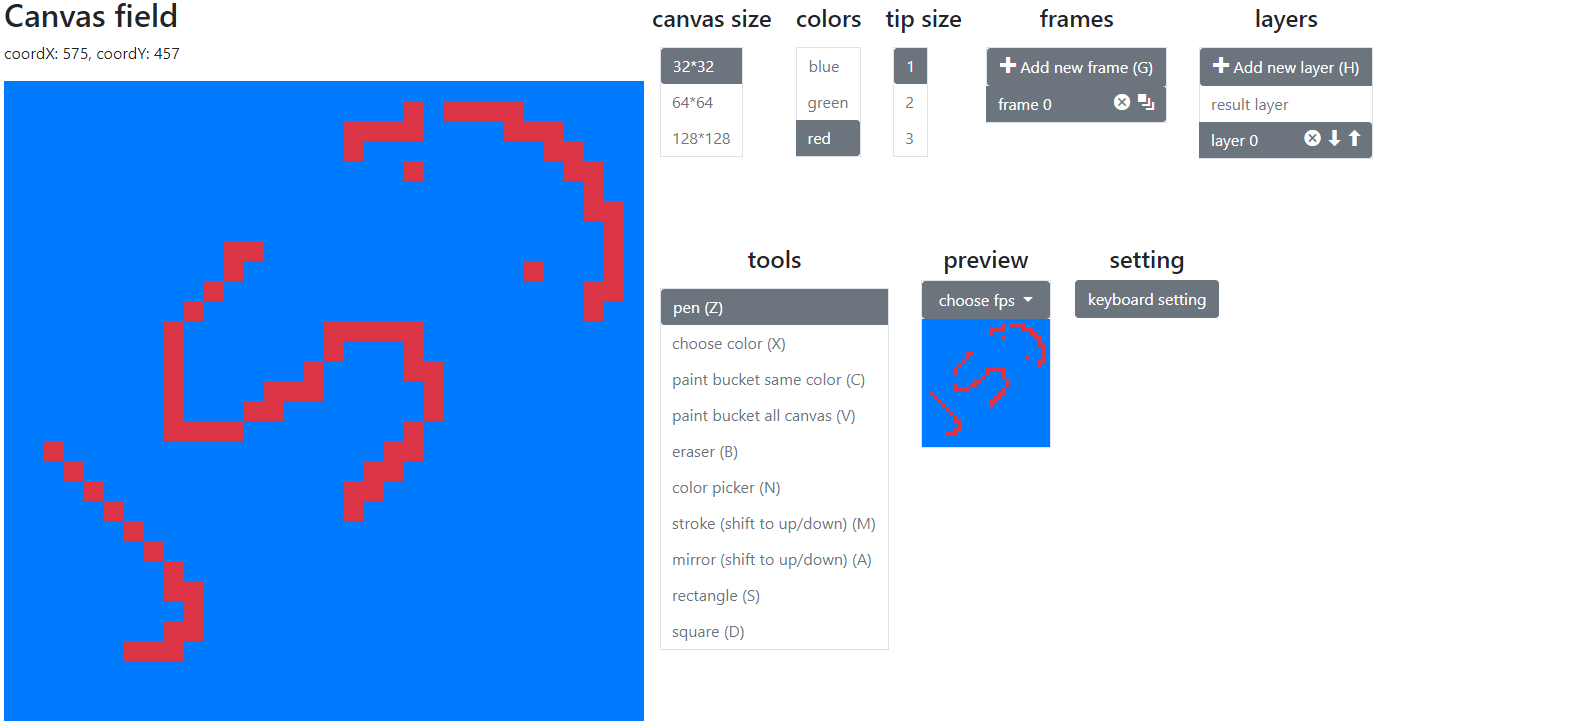 Canvas field
coordX: 575, coordY: 457
canvas size
32*32
64*64
128*128
colors
blue
green
red
tip size
1
2
3
frames
Add new frame (G)
frame 0
layers
Add new layer (H)
result layer
layer 0
tools
pen (Z)
choose color (X)
paint bucket same color (C)
paint bucket all canvas (V)
eraser (B)
color picker (N)
stroke (shift to up/down) (M)
mirror (shift to up/down) (A)
rectangle (S)
square (D)
preview
choose fps
setting
keyboard setting